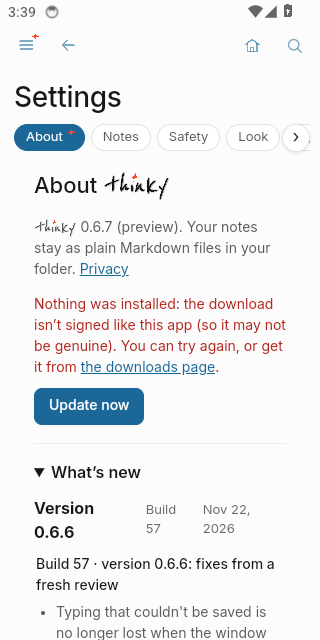 3:39
Settings
About
Notes
Safety
Look
About thinky
thinky 0.6.7 (preview). Your notes
stay as plain Markdown files in your
folder. Privacy
Nothing was installed: the download
isn’t signed like this app (so it may not
be genuine). You can try again, or get
it from the downloads page.
Update now
▼ What’s new
Version 0.6.6
Build 57
Nov 22, 2026
Build 57 · version 0.6.6: fixes from a
fresh review
• Typing that couldn't be saved is
no longer lost when the window